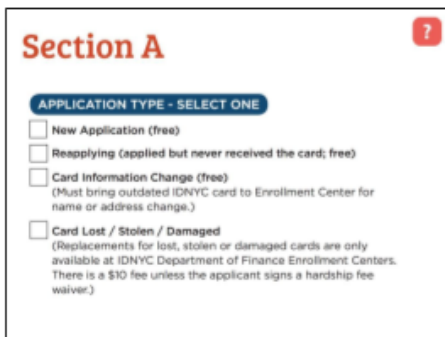 Section A
?
APPLICATION TYPE - SELECT ONE
New Application (free)
Reapplying (applied but never received the card; free)
Card Information Change (free)
(Must bring outdated IDNYC card to Enrollment Center for
name or address change.)
Card Lost / Stolen / Damaged
(Replacements for lost, stolen or damaged cards are only
available at IDNYC Department of Finance Enrollment Centers.
There is a $10 fee unless the applicant signs a hardship fee
waiver.)